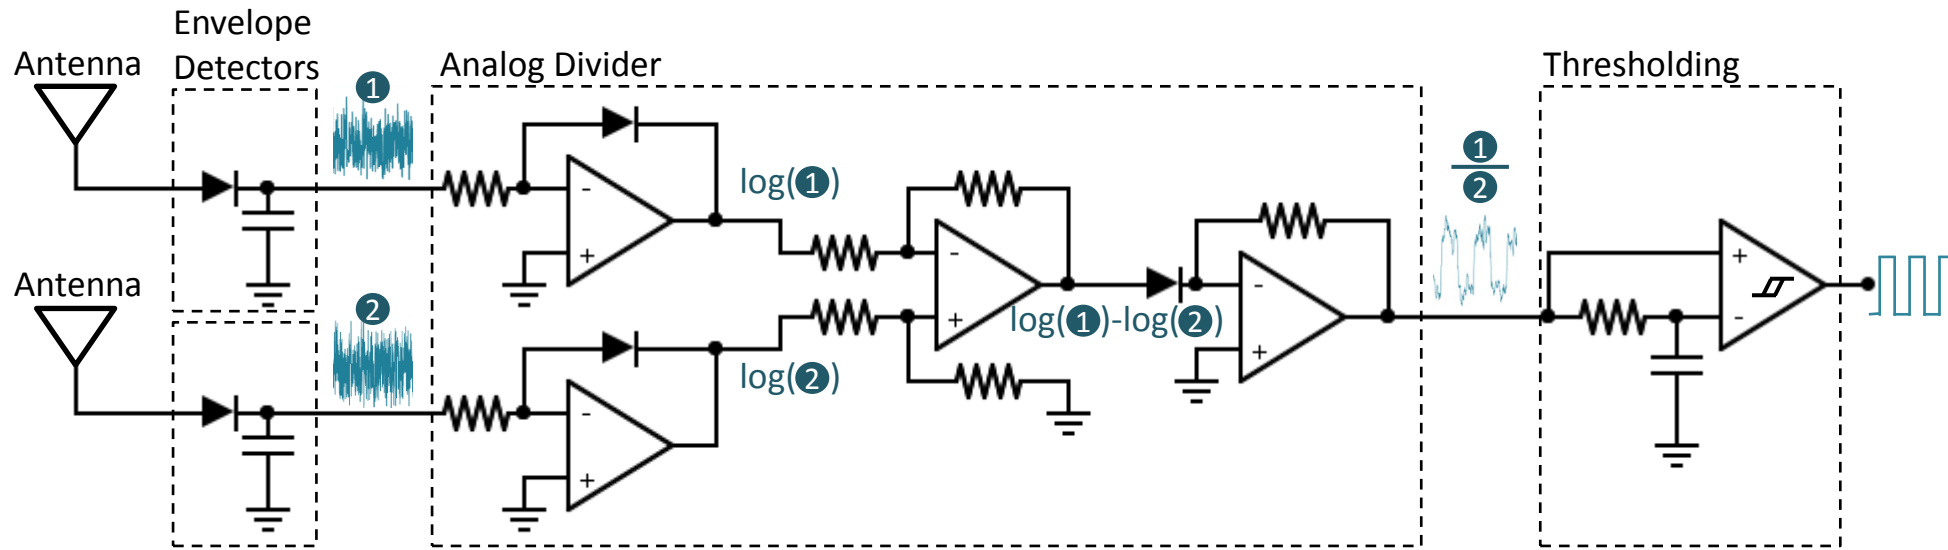 Envelope
Detectors
Antenna
Analog Divider
Thresholding
1
log(1)
1
2
-
+
-
+
log(1)-log(2)
-
+
+
-
Antenna
2
log(2)
-
+